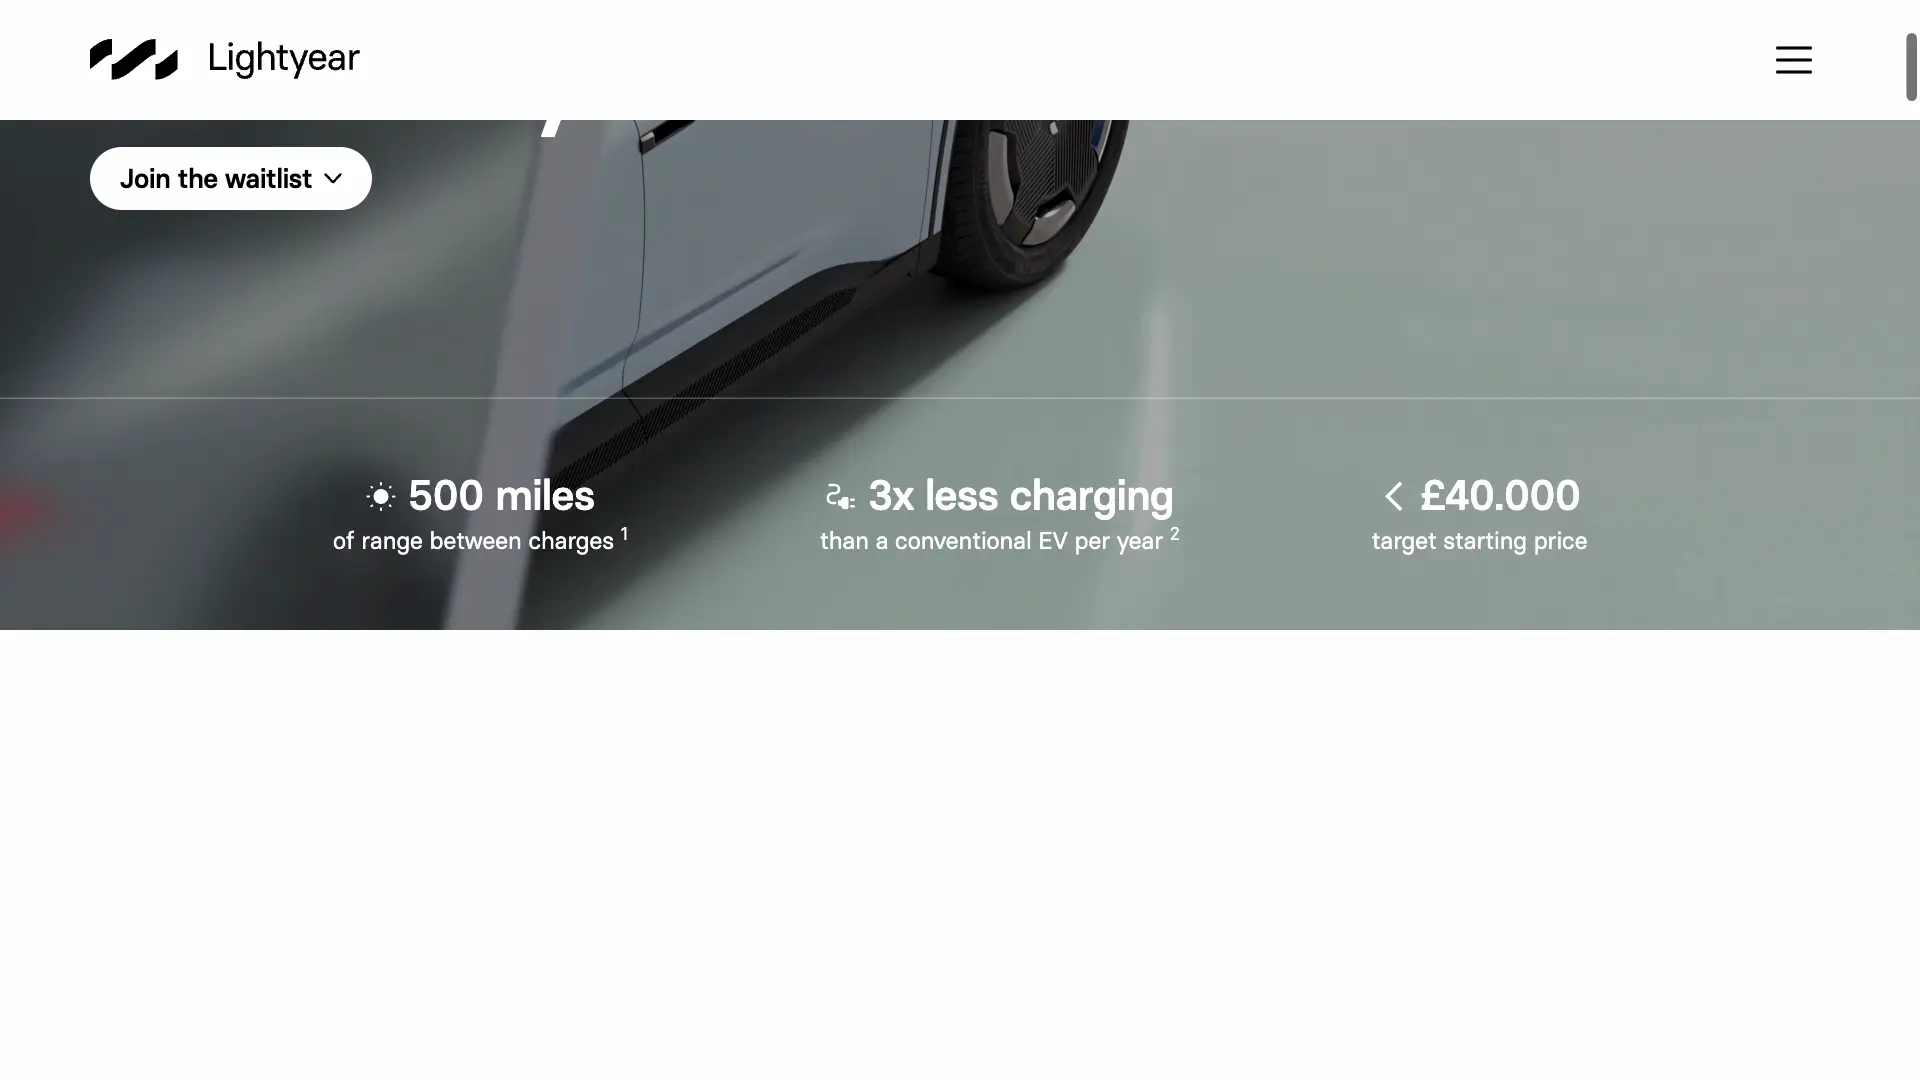 Lightyear
Join the waitlist
500 miles
of range between charges 1
3x less charging
than a conventional EV per year 2
< £40.000
target starting price